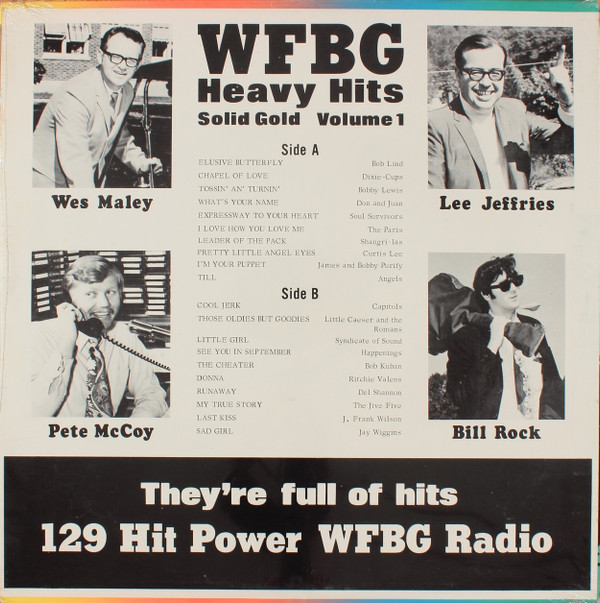 WFBG
Heavy Hits
Solid Gold Volume 1
Side A
ELUSIVE BUTTERFLY Bob Lind
CHAPEL OF LOVE Dixie-Cups
TOSSIN' AN' TURNIN' Bobby Lewis
WHAT'S YOUR NAME Don and Juan
EXPRESSWAY TO YOUR HEART Soul Survivors
I LOVE HOW YOU LOVE ME The Paris
LEADER OF THE PACK Shangri-las
PRETTY LITTLE ANGEL EYES Curtis Lee
I'M YOUR PUPPET James and Bobby Purify
TILL Angels
Side B
COOL JERK Capitols
THOSE OLDIES BUT GOODIES Little Caeser and the
Romans
LITTLE GIRL Syndicate of Sound
SEE YOU IN SEPTEMBER Happenings
THE CHEATER Bob Kuban
DONNA Ritchie Valens
RUNAWAY Del Shannon
MY TRUE STORY The Jive Five
LAST KISS J. Frank Wilson
SAD GIRL Jay Wiggins
Wes Maley
Lee Jeffries
Pete McCoy
Bill Rock
They're full of hits
129 Hit Power WFBG Radio